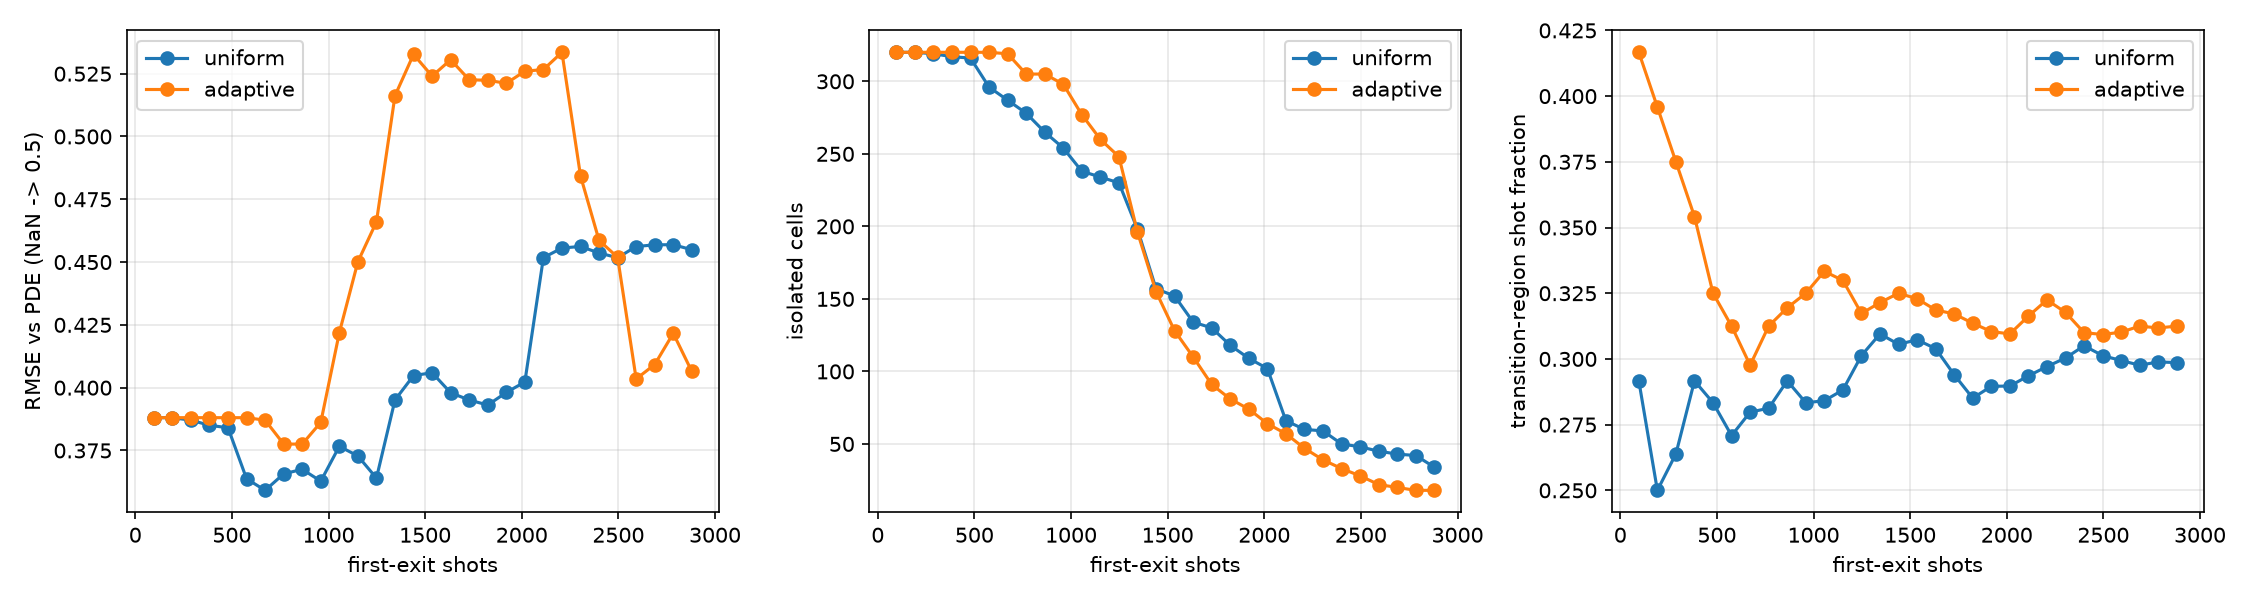 RMSE vs PDE (NaN -> 0.5)
0.525
0.500
0.475
0.450
0.425
0.400
0.375
uniform
adaptive
0 500 1000 1500 2000 2500 3000
first-exit shots
isolated cells
300
250
200
150
100
50
uniform
adaptive
0 500 1000 1500 2000 2500 3000
first-exit shots
transition-region shot fraction
0.425
0.400
0.375
0.350
0.325
0.300
0.275
0.250
uniform
adaptive
0 500 1000 1500 2000 2500 3000
first-exit shots